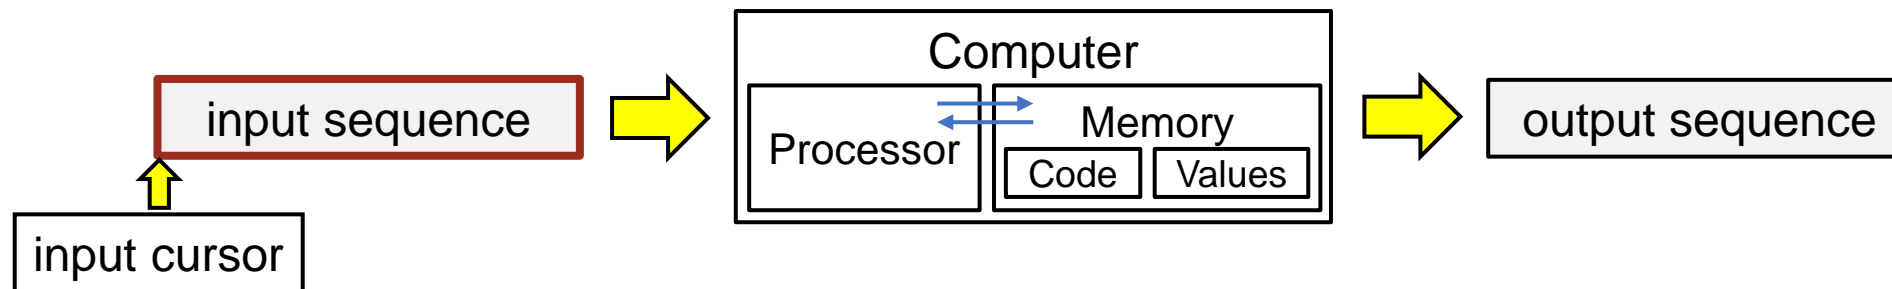 Computer
input sequence
Processor
Memory
Code
Values
output sequence
input cursor